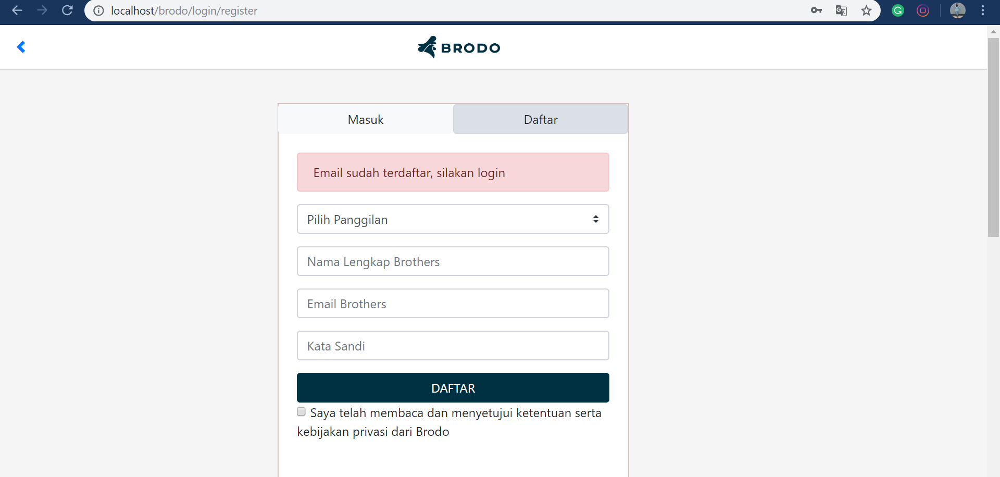 localhost/brodo/login/register
BRODO
Masuk
Daftar
Email sudah terdaftar, silakan login
Pilih Panggilan
Nama Lengkap Brothers
Email Brothers
Kata Sandi
DAFTAR
Saya telah membaca dan menyetujui ketentuan serta
kebijakan privasi dari Brodo